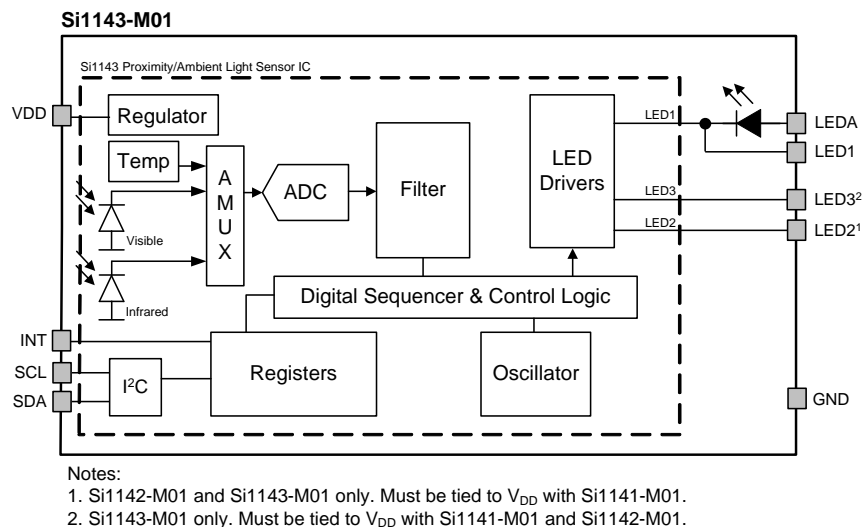 Si1143-M01
Si1143 Proximity/Ambient Light Sensor IC
VDD
Regulator
Temp
A
M
U
X
ADC
Filter
LED
Drivers
LED1
LED3
LED2
LEDA
LED1
LED3²
LED2¹
Visible
Infrared
Digital Sequencer & Control Logic
INT
SCL
SDA
I²C
Registers
Oscillator
GND
Notes:
1. Si1142-M01 and Si1143-M01 only. Must be tied to VDD with Si1141-M01.
2. Si1143-M01 only. Must be tied to VDD with Si1141-M01 and Si1142-M01.